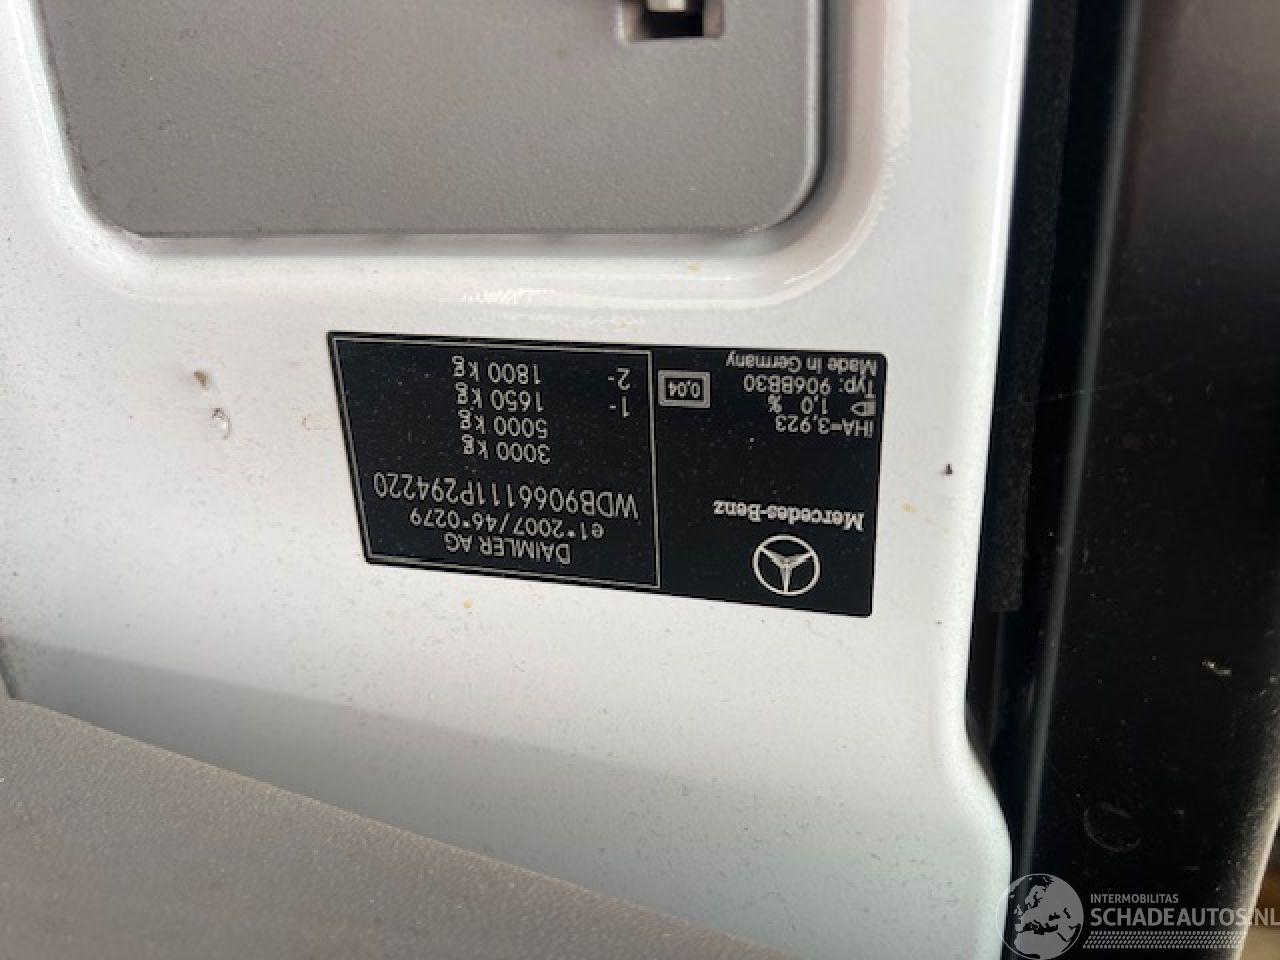 DAIMLER AG
e1*2007/46*0279
WDB9066111P294220
3000 kg
5000 kg
1- 1650 kg
2- 1800 kg
Mercedes-Benz
iHA=3,923
1,0 %
Typ: 906BB30
Made in Germany
0,04
INTERMOBILITAS
SCHADEAUTOS.NL